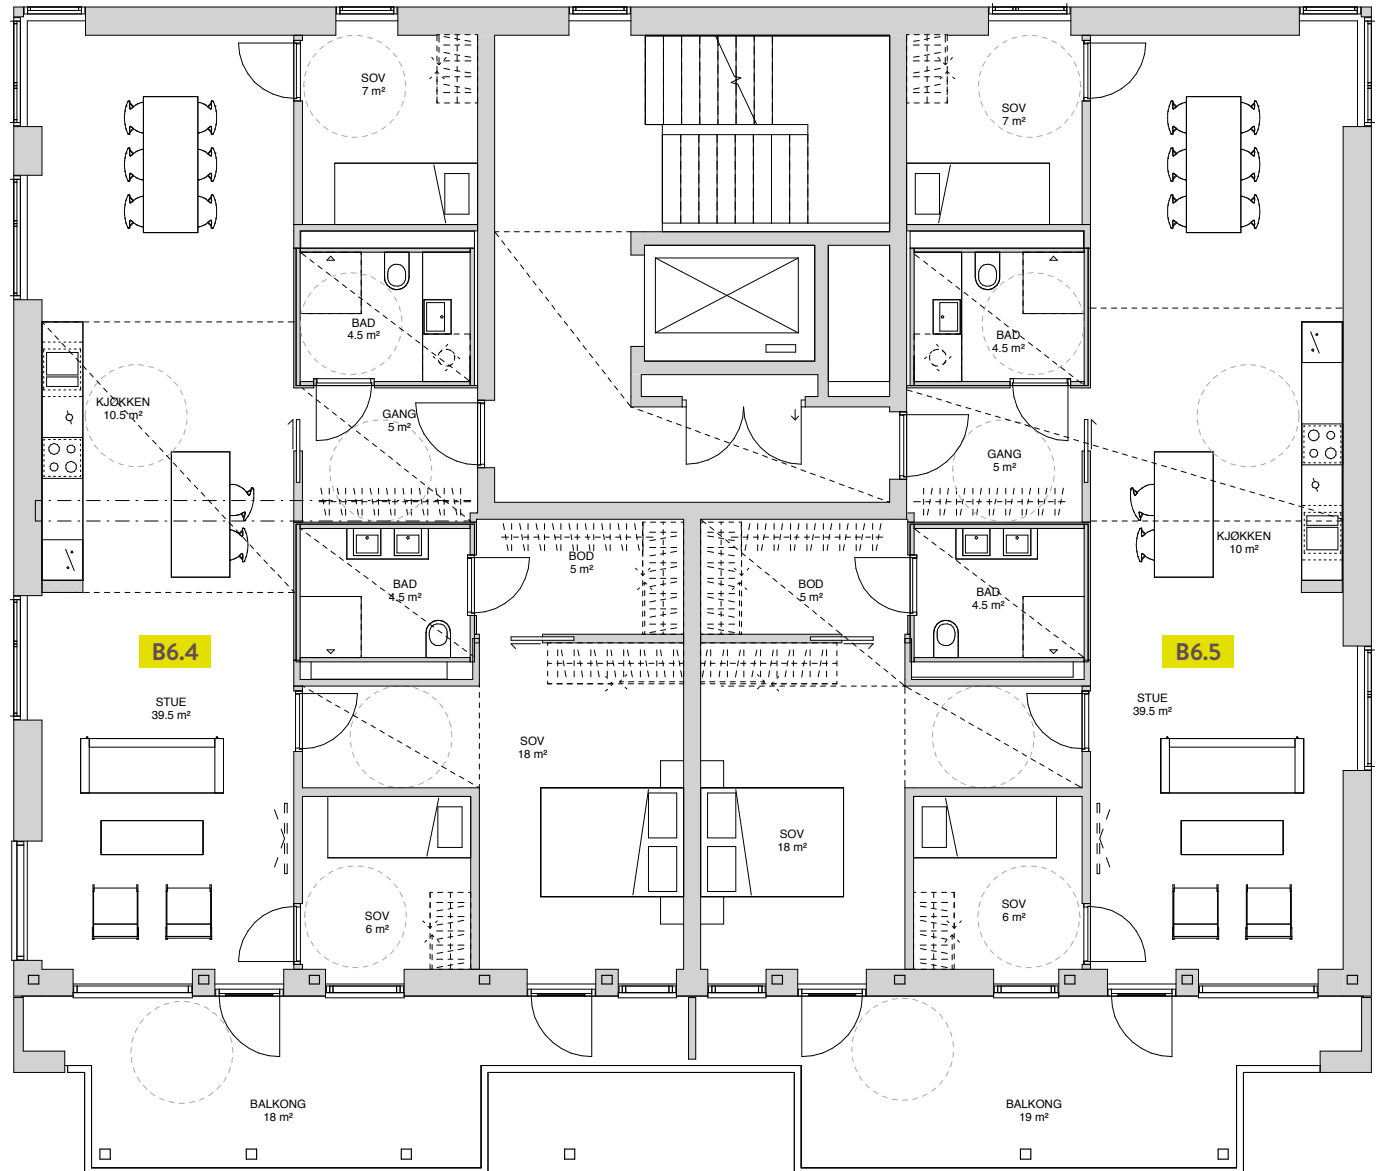 SOV
7 m²
SOV
7 m²
BAD
4.5 m²
BAD
4.5 m²
KJØKKEN
10.5 m²
GANG
5 m²
GANG
5 m²
KJØKKEN
10 m²
BOD
5 m²
BOD
5 m²
BAD
4.5 m²
BAD
4.5 m²
B6.4
B6.5
STUE
39.5 m²
STUE
39.5 m²
SOV
18 m²
SOV
18 m²
SOV
6 m²
SOV
6 m²
BALKONG
18 m²
BALKONG
19 m²